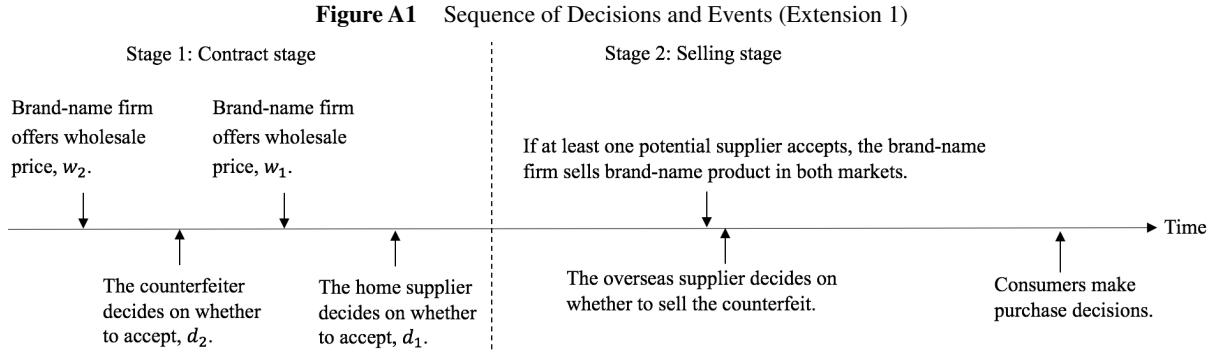 Figure A1 Sequence of Decisions and Events (Extension 1)
Stage 1: Contract stage
Stage 2: Selling stage
Brand-name firm
offers wholesale
price, w₂.
Brand-name firm
offers wholesale
price, w₁.
If at least one potential supplier accepts, the brand-name
firm sells brand-name product in both markets.
Time
The counterfeiter
decides on whether
to accept, d₂.
The home supplier
decides on whether
to accept, d₁.
The overseas supplier decides on
whether to sell the counterfeit.
Consumers make
purchase decisions.